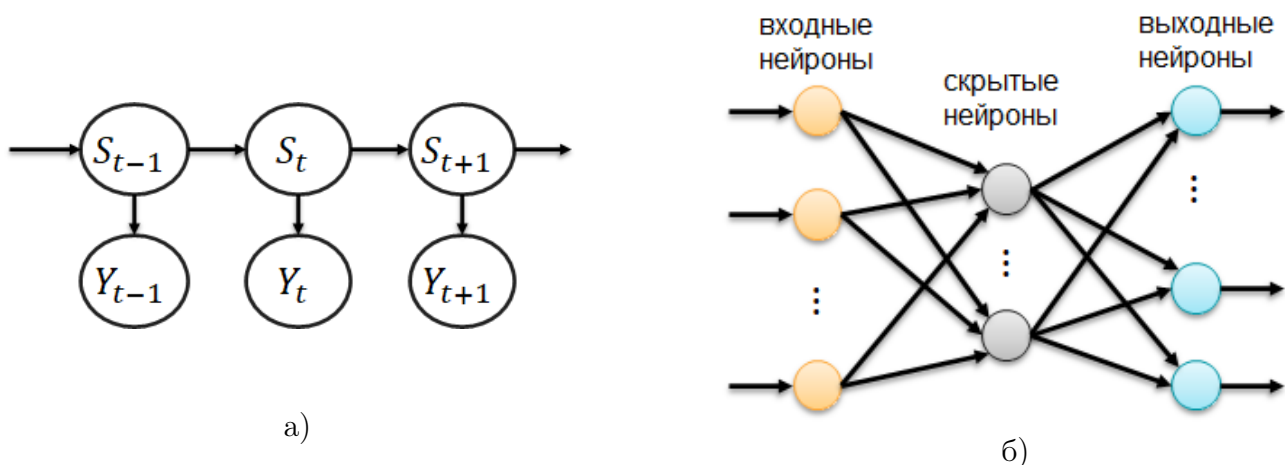 S_{t-1} S_t S_{t+1}
Y_{t-1} Y_t Y_{t+1}
а)
входные
нейроны
скрытые
нейроны
выходные
нейроны
⋮
⋮
⋮
б)